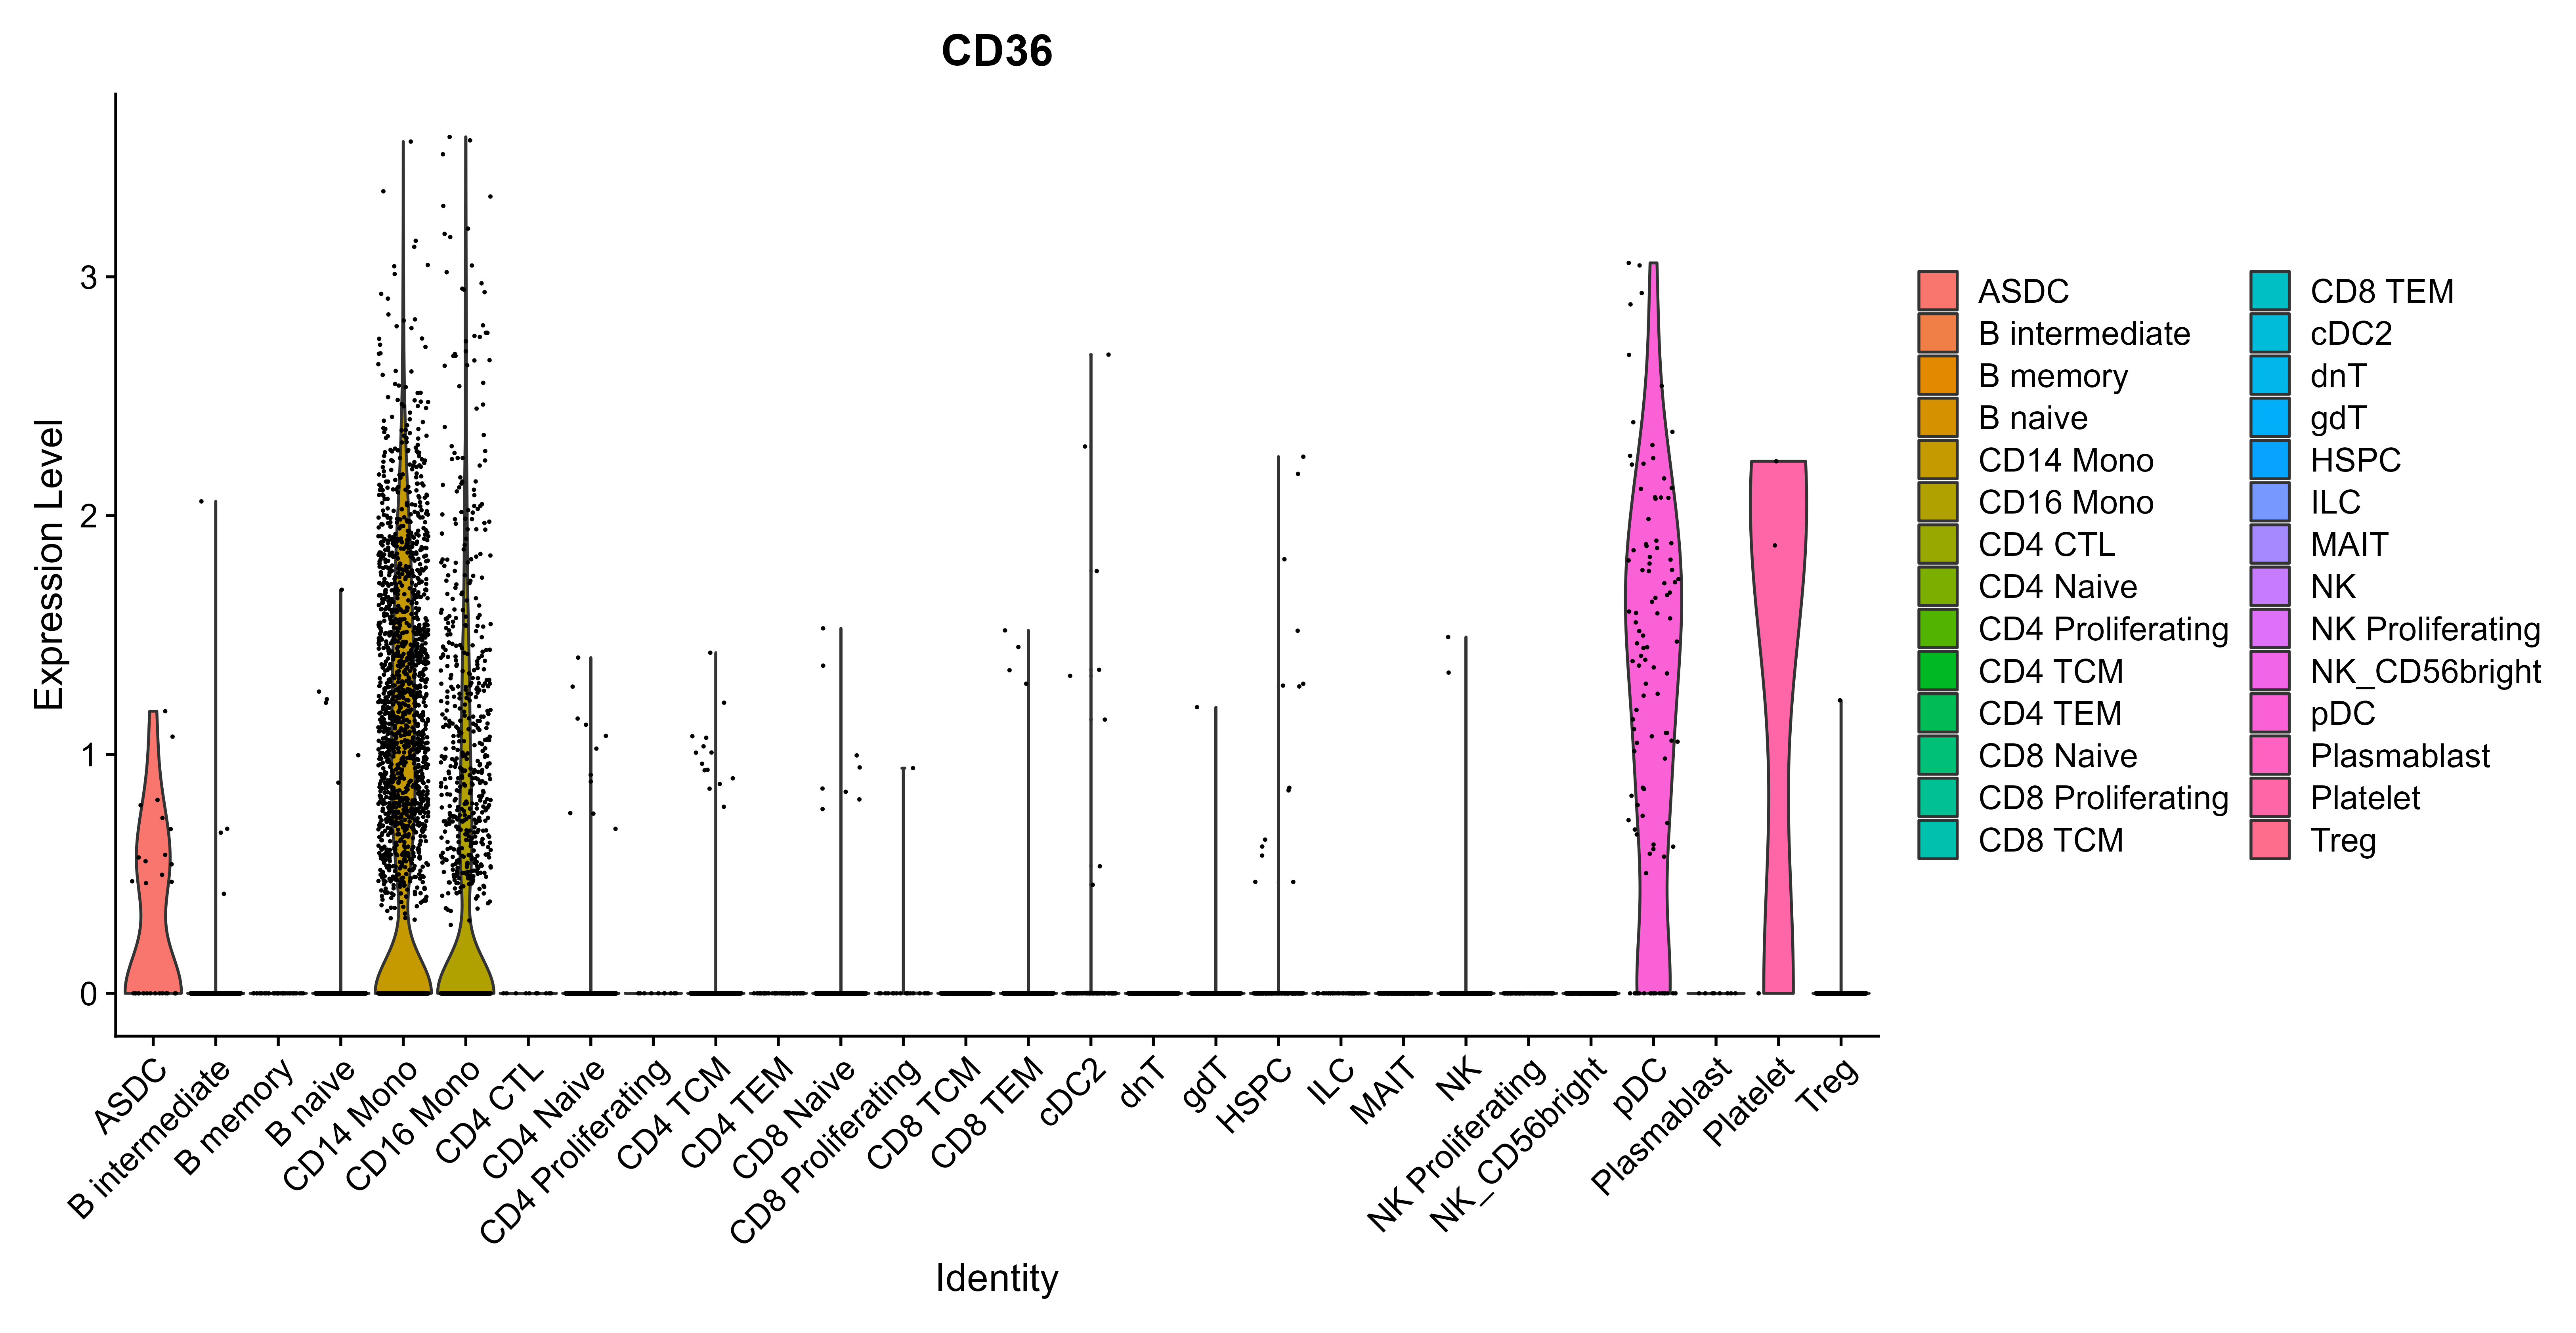 CD36
Expression Level
3
2
1
0
ASDC
B intermediate
B memory
B naive
CD14 Mono
CD16 Mono
CD4 CTL
CD4 Naive
CD4 Proliferating
CD4 TCM
CD4 TEM
CD8 Naive
CD8 Proliferating
CD8 TCM
CD8 TEM
cDC2
dnT
gdT
HSPC
ILC
MAIT
NK
NK Proliferating
NK_CD56bright
pDC
Plasmablast
Platelet
Treg
Identity
ASDC
B intermediate
B memory
B naive
CD14 Mono
CD16 Mono
CD4 CTL
CD4 Naive
CD4 Proliferating
CD4 TCM
CD4 TEM
CD8 Naive
CD8 Proliferating
CD8 TCM
CD8 TEM
cDC2
dnT
gdT
HSPC
ILC
MAIT
NK
NK Proliferating
NK_CD56bright
pDC
Plasmablast
Platelet
Treg